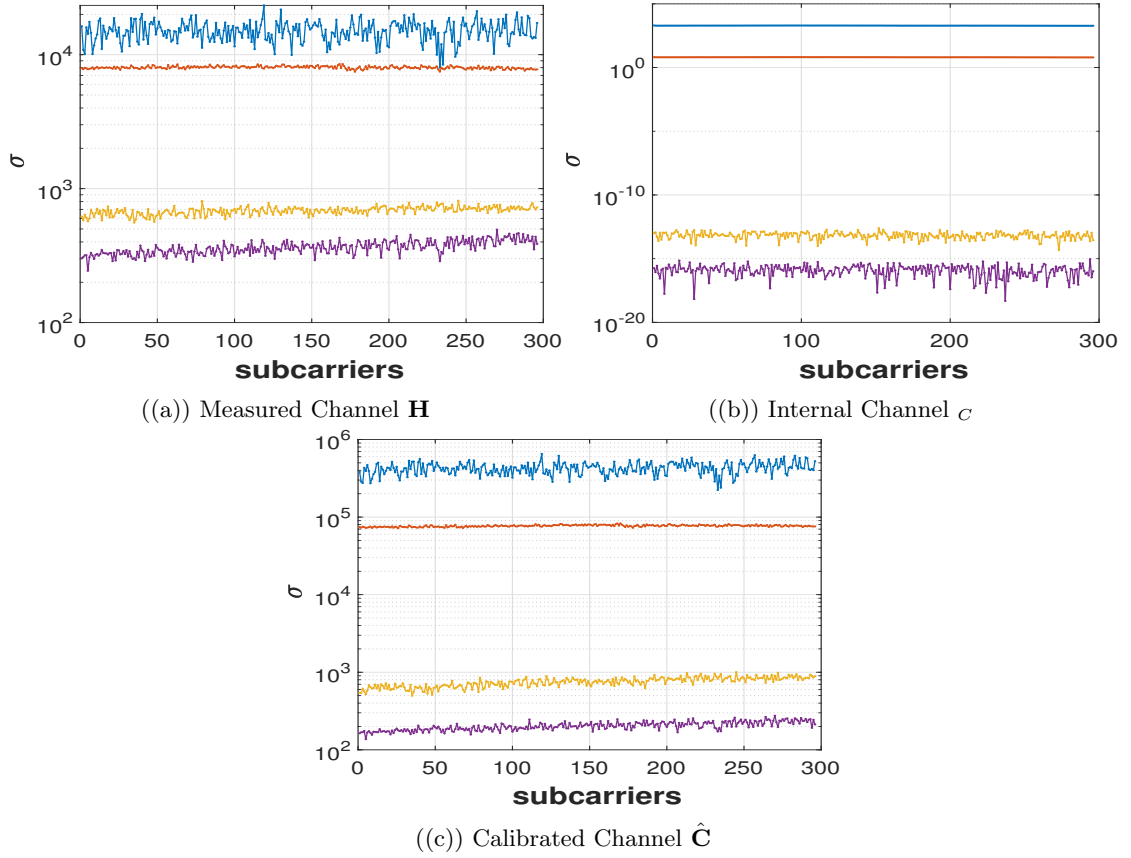 10^4
10^3
10^2
σ
0 50 100 150 200 250 300
subcarriers
((a)) Measured Channel H
10^0
10^-10
10^-20
σ
0 100 200 300
subcarriers
((b)) Internal Channel C
10^6
10^5
10^4
10^3
10^2
σ
0 50 100 150 200 250 300
subcarriers
((c)) Calibrated Channel Ĉ